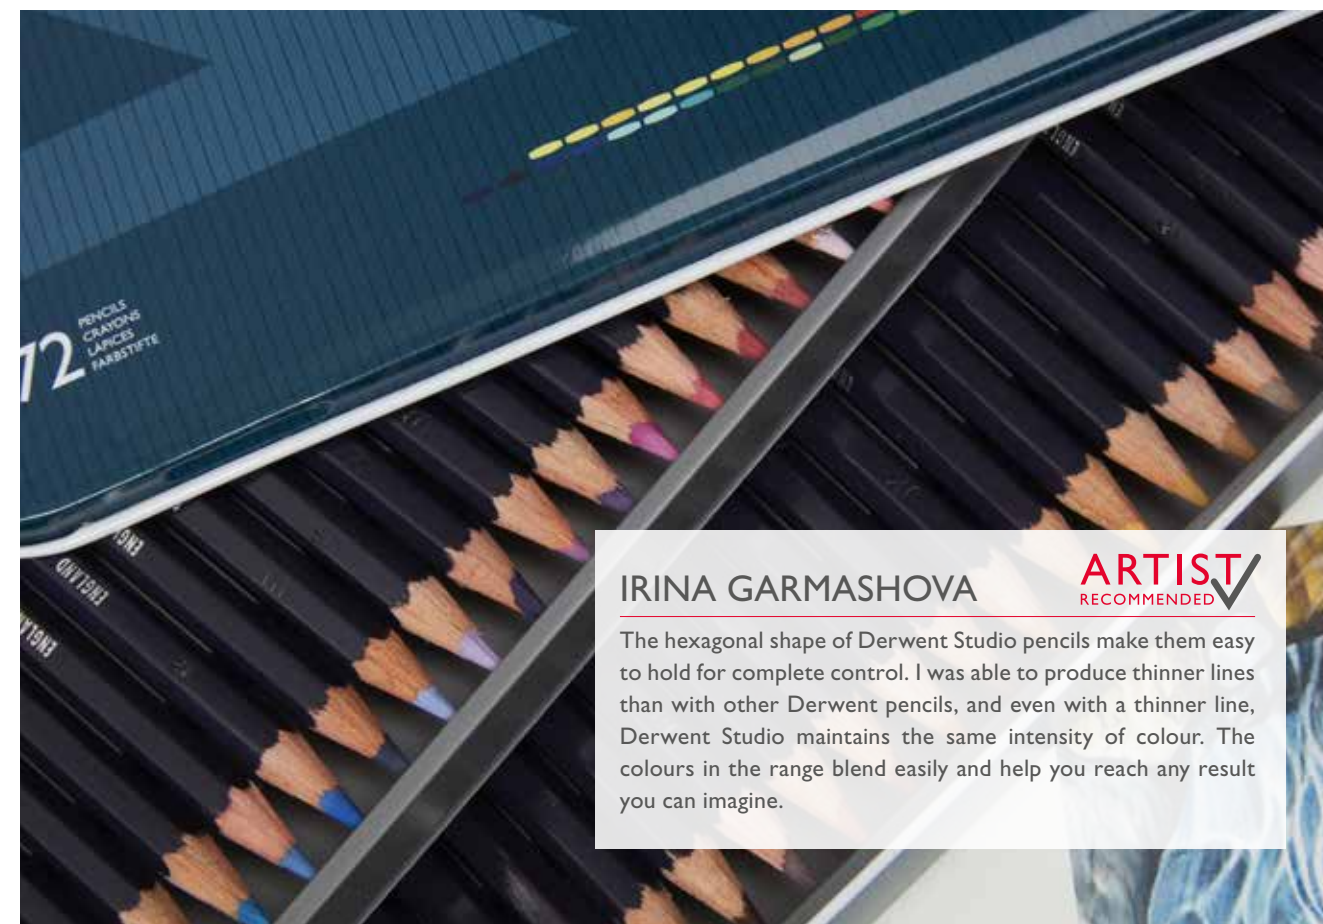 72
PENCILS
CRAYONS
LÁPICES
FARBSTIFTE
ENGLAND
ENGLAND
IRINA GARMASHOVA
ARTIST
RECOMMENDED
The hexagonal shape of Derwent Studio pencils make them easy
to hold for complete control. I was able to produce thinner lines
than with other Derwent pencils, and even with a thinner line,
Derwent Studio maintains the same intensity of colour. The
colours in the range blend easily and help you reach any result
you can imagine.